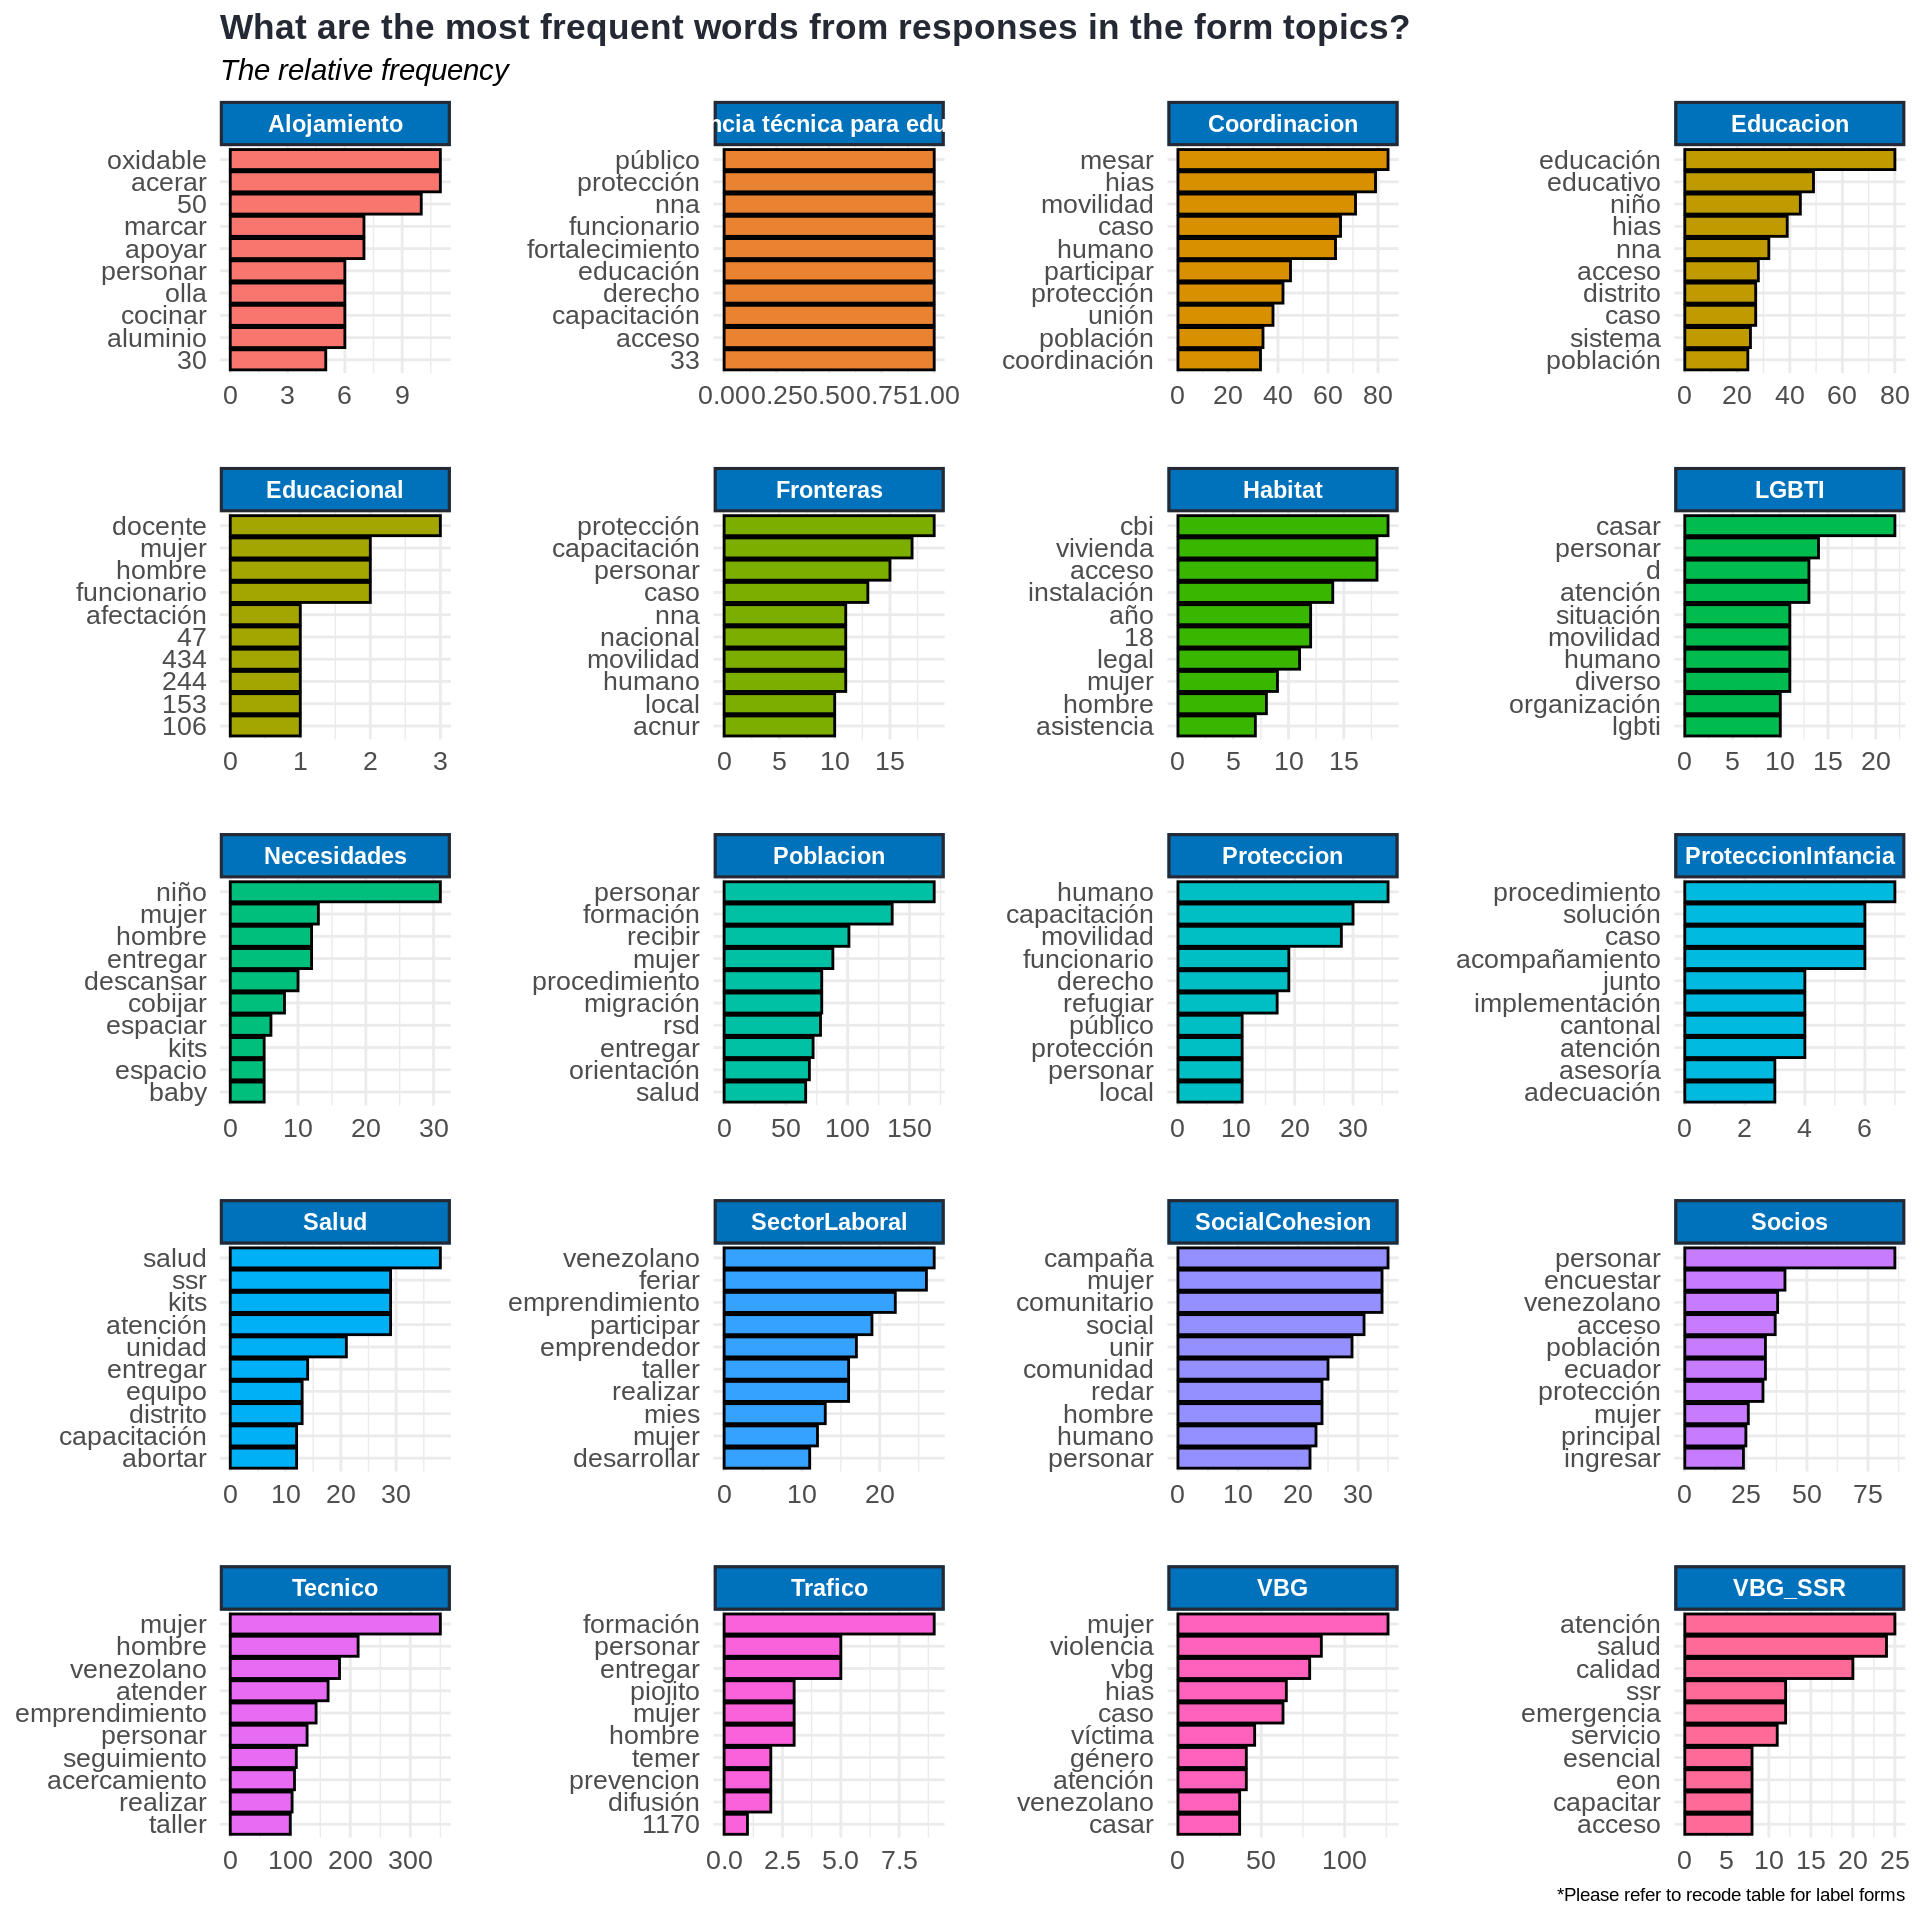 What are the most frequent words from responses in the form topics?
The relative frequency
Alojamiento
oxidable
acerar
50
marcar
apoyar
personar
olla
cocinar
aluminio
30
0 3 6 9
ncia técnica para edu
público
protección
nna
funcionario
fortalecimiento
educación
derecho
capacitación
acceso
33
0.00 0.25 0.50 0.75 1.00
Coordinacion
mesar
hias
movilidad
caso
humano
participar
protección
unión
población
coordinación
0 20 40 60 80
Educacion
educación
educativo
niño
hias
nna
acceso
distrito
caso
sistema
población
0 20 40 60 80
Educacional
docente
mujer
hombre
funcionario
afectación
47
434
244
153
106
0 1 2 3
Fronteras
protección
capacitación
personar
caso
nna
nacional
movilidad
humano
local
acnur
0 5 10 15
Habitat
cbi
vivienda
acceso
instalación
año
18
legal
mujer
hombre
asistencia
0 5 10 15
LGBTI
casar
personar
d
atención
situación
movilidad
humano
diverso
organización
lgbti
0 5 10 15 20
Necesidades
niño
mujer
hombre
entregar
descansar
cobijar
espaciar
kits
espacio
baby
0 10 20 30
Poblacion
personar
formación
recibir
mujer
procedimiento
migración
rsd
entregar
orientación
salud
0 50 100 150
Proteccion
humano
capacitación
movilidad
funcionario
derecho
refugiar
público
protección
personar
local
0 10 20 30
ProteccionInfancia
procedimiento
solución
caso
acompañamiento
junto
implementación
cantonal
atención
asesoría
adecuación
0 2 4 6
Salud
salud
ssr
kits
atención
unidad
entregar
equipo
distrito
capacitación
abortar
0 10 20 30
SectorLaboral
venezolano
feriar
emprendimiento
participar
emprendedor
taller
realizar
mies
mujer
desarrollar
0 10 20
SocialCohesion
campaña
mujer
comunitario
social
unir
comunidad
redar
hombre
humano
personar
0 10 20 30
Socios
personar
encuestar
venezolano
acceso
población
ecuador
protección
mujer
principal
ingresar
0 25 50 75
Tecnico
mujer
hombre
venezolano
atender
emprendimiento
personar
seguimiento
acercamiento
realizar
taller
0 100 200 300
Trafico
formación
personar
entregar
piojito
mujer
hombre
temer
prevencion
difusión
1170
0.0 2.5 5.0 7.5
VBG
mujer
violencia
vbg
hias
caso
víctima
género
atención
venezolano
casar
0 50 100
VBG_SSR
atención
salud
calidad
ssr
emergencia
servicio
esencial
eon
capacitar
acceso
0 5 10 15 20 25
*Please refer to recode table for label forms